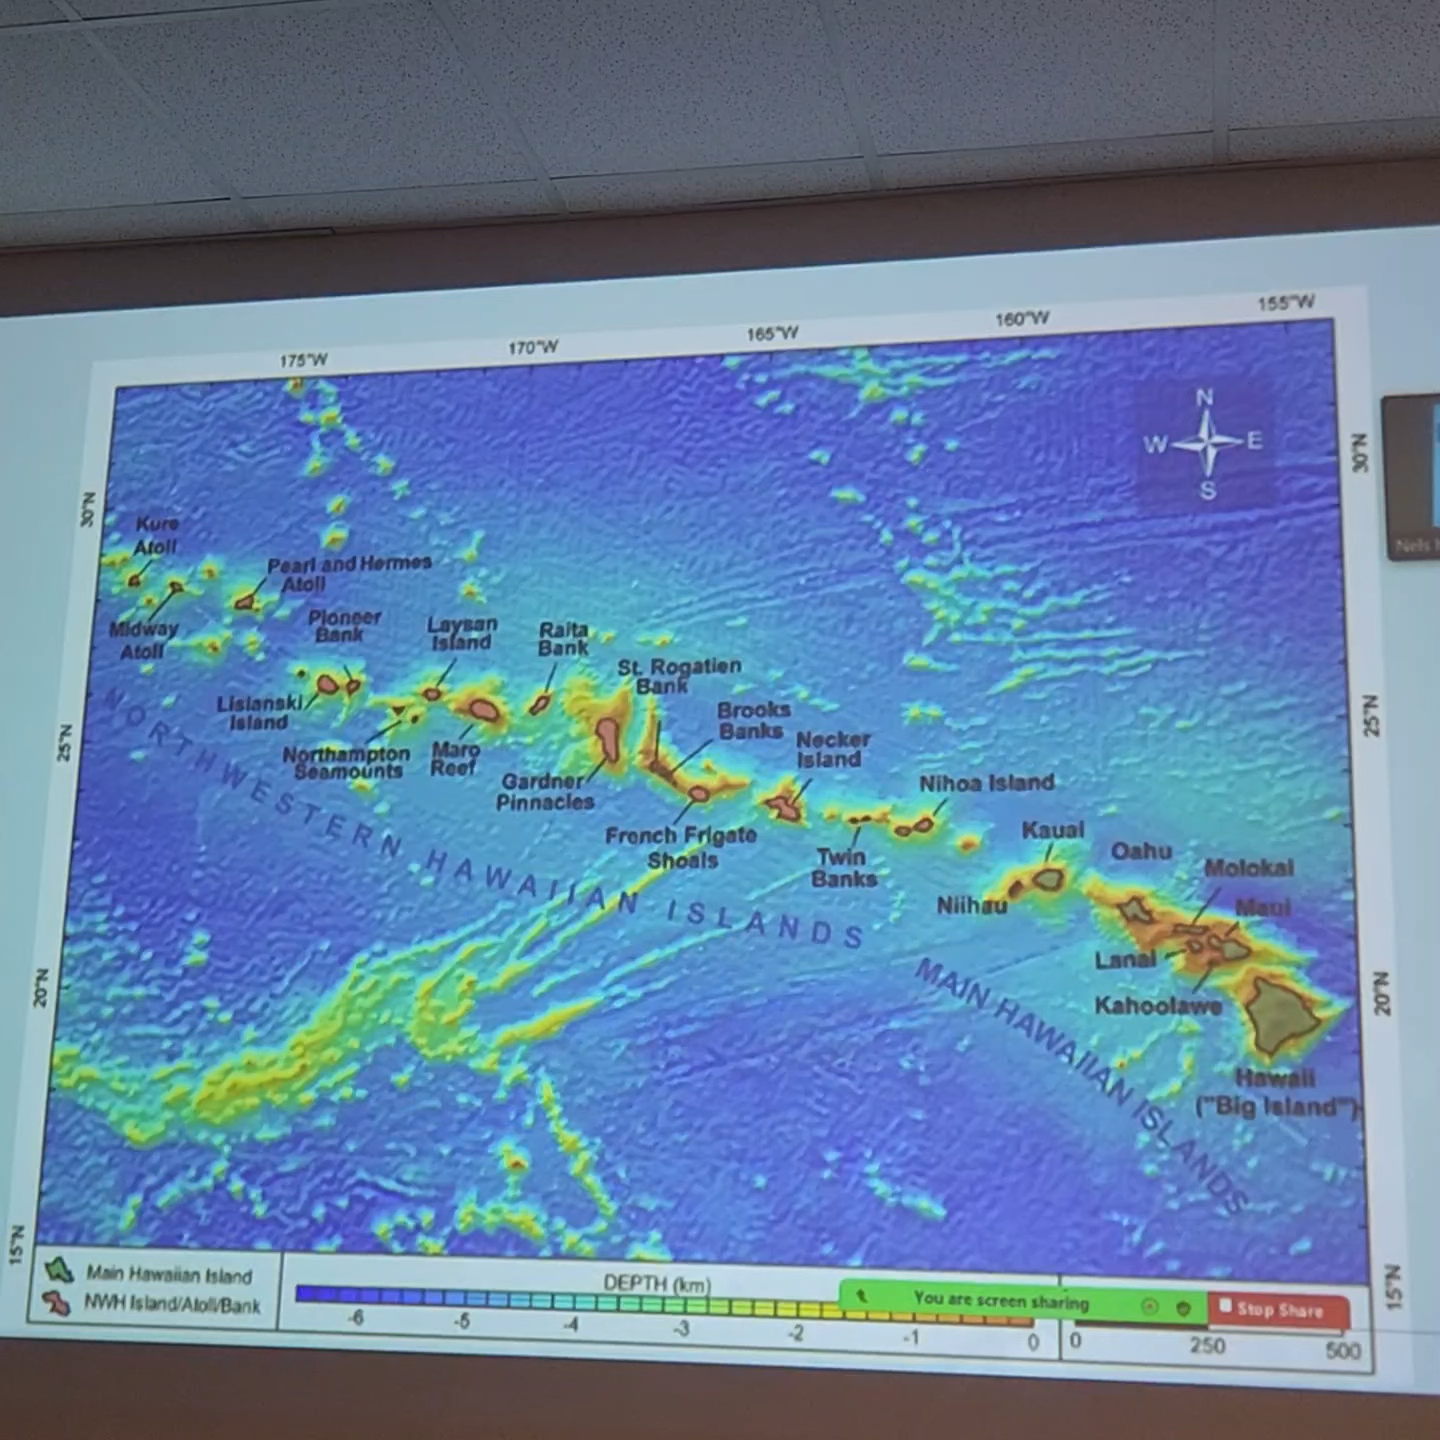 155°W
160°W
165°W
170°W
175°W
N
W E
S
30°N
30°N
Kure
Atoll
Pearl and Hermes
Atoll
Midway
Atoll
Pioneer
Bank
Laysan
Island
Raita
Bank
St. Rogatien
Bank
Lisianski
Island
Northampton
Seamounts
Maro
Reef
Gardner
Pinnacles
Brooks
Banks
Necker
Island
Nihoa Island
25°N
25°N
French Frigate
Shoals
Twin
Banks
Kauai
Oahu
Molokai
Maui
Niihau
Lanai
Kahoolawe
NORTHWESTERN HAWAIIAN ISLANDS
MAIN HAWAIIAN ISLANDS
20°N
20°N
Hawaii
("Big Island")
15°N
15°N
Main Hawaiian Island
NWH Island/Atoll/Bank
DEPTH (km)
-6 -5 -4 -3 -2 -1 0
You are screen sharing
Stop Share
0 250 500
Nels